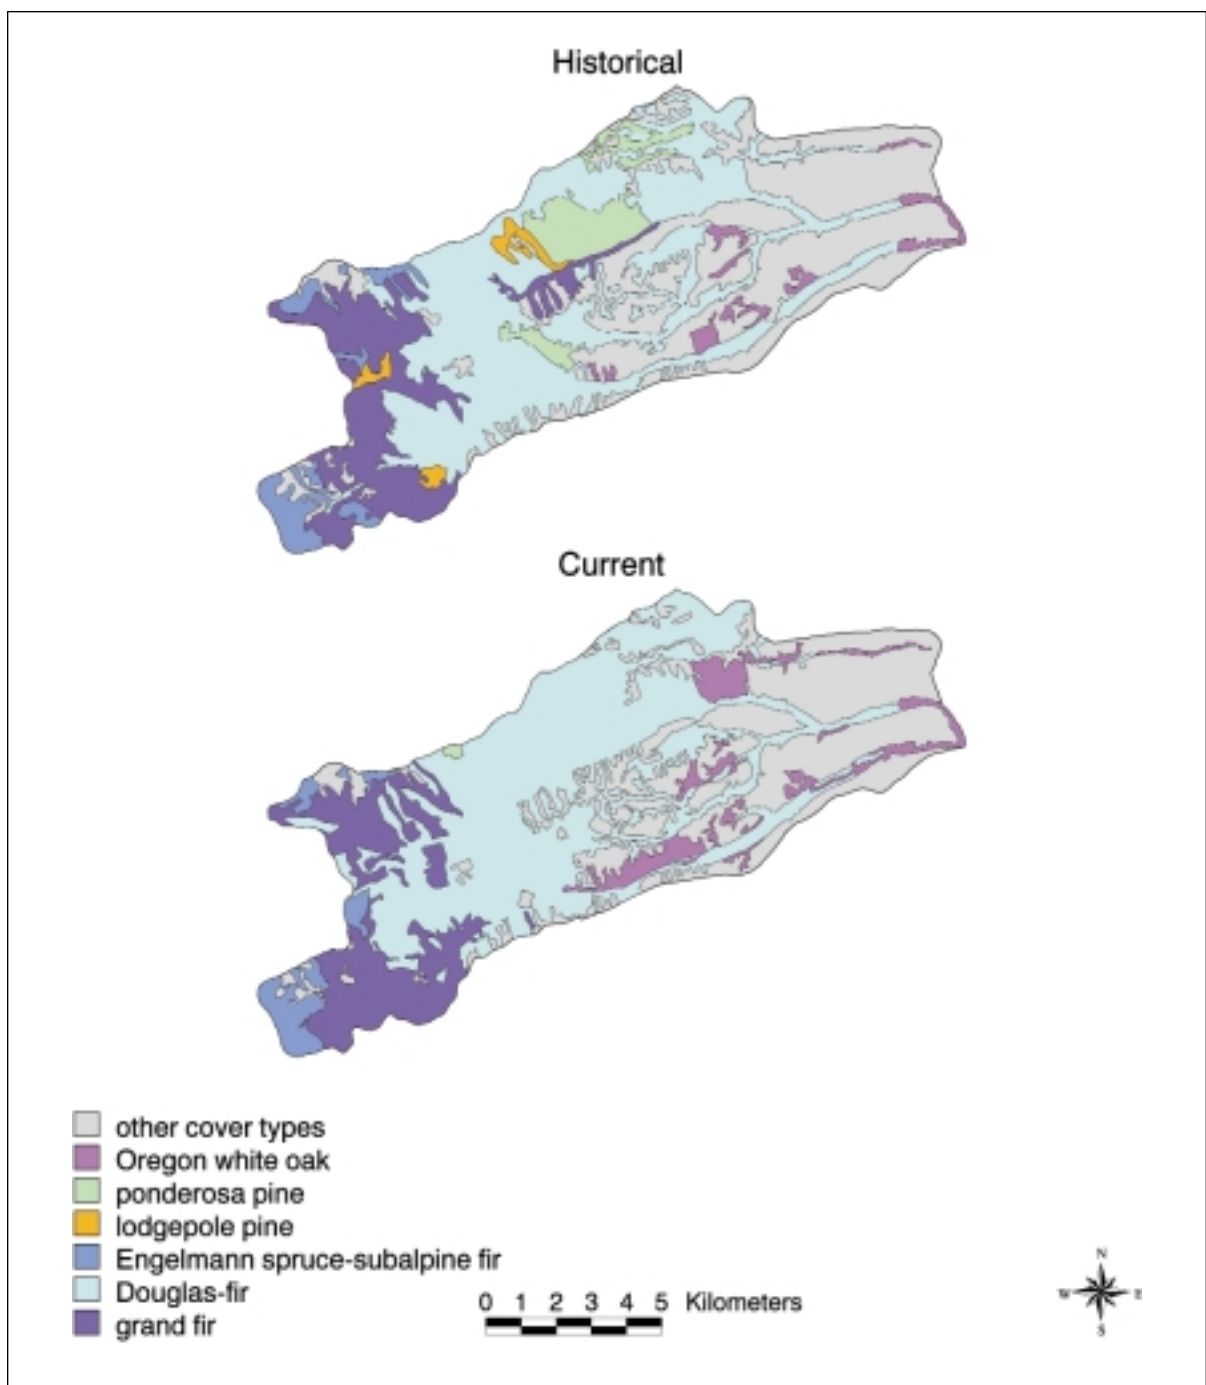 Historical
Current
other cover types
Oregon white oak
ponderosa pine
lodgepole pine
Engelmann spruce-subalpine fir
Douglas-fir
grand fir
0 1 2 3 4 5 Kilometers
N
W E
S